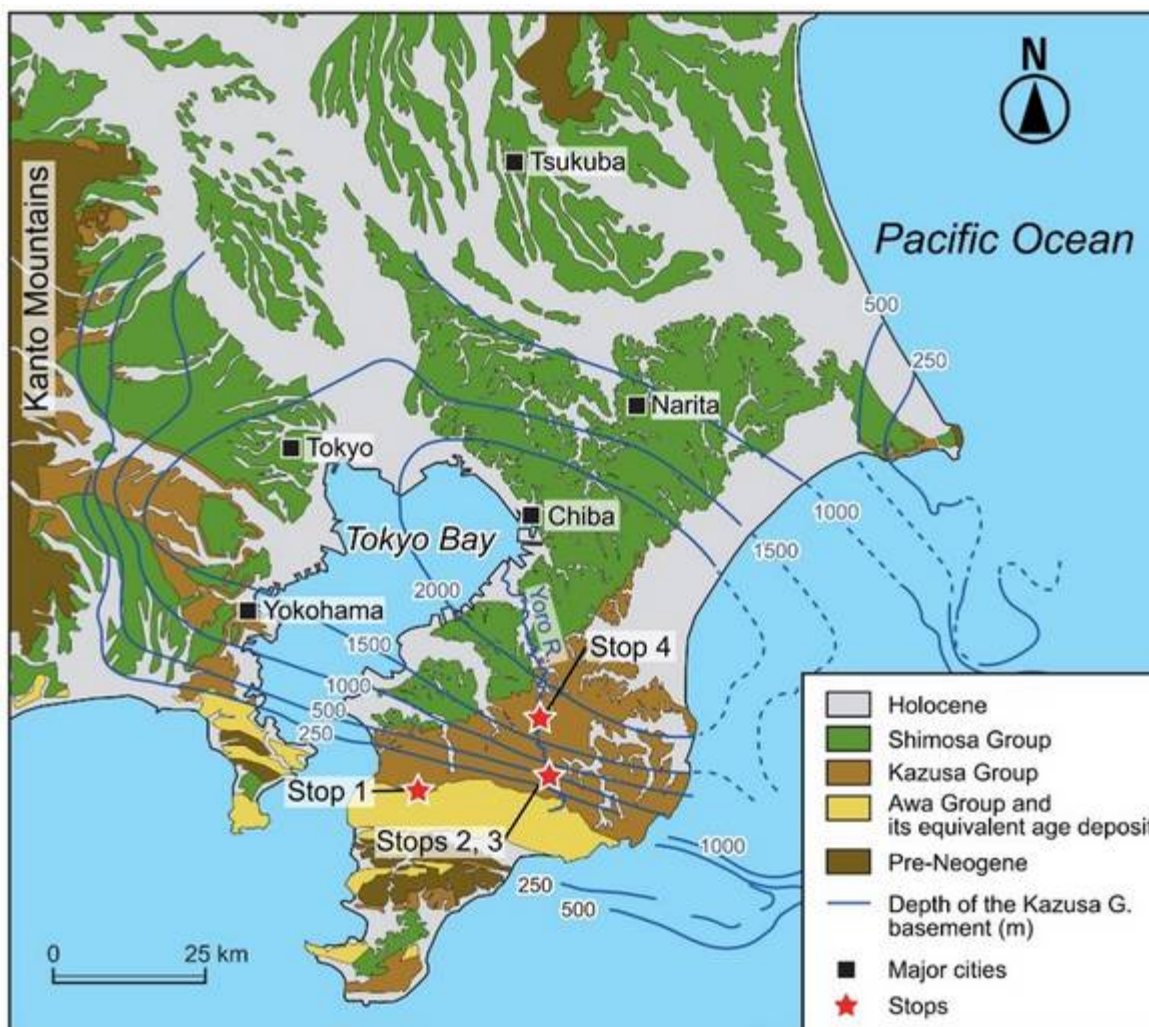 N
Tsukuba
Kanto Mountains
Pacific Ocean
500
250
Narita
Tokyo
Chiba
1000
Tokyo Bay
1500
2000
Yoro R.
Yokohama
1500
Stop 4
1000
500
250
Stop 1
Stops 2, 3
1000
250
500
0 25 km
Holocene
Shimosa Group
Kazusa Group
Awa Group and
its equivalent age deposit
Pre-Neogene
Depth of the Kazusa G.
basement (m)
Major cities
Stops